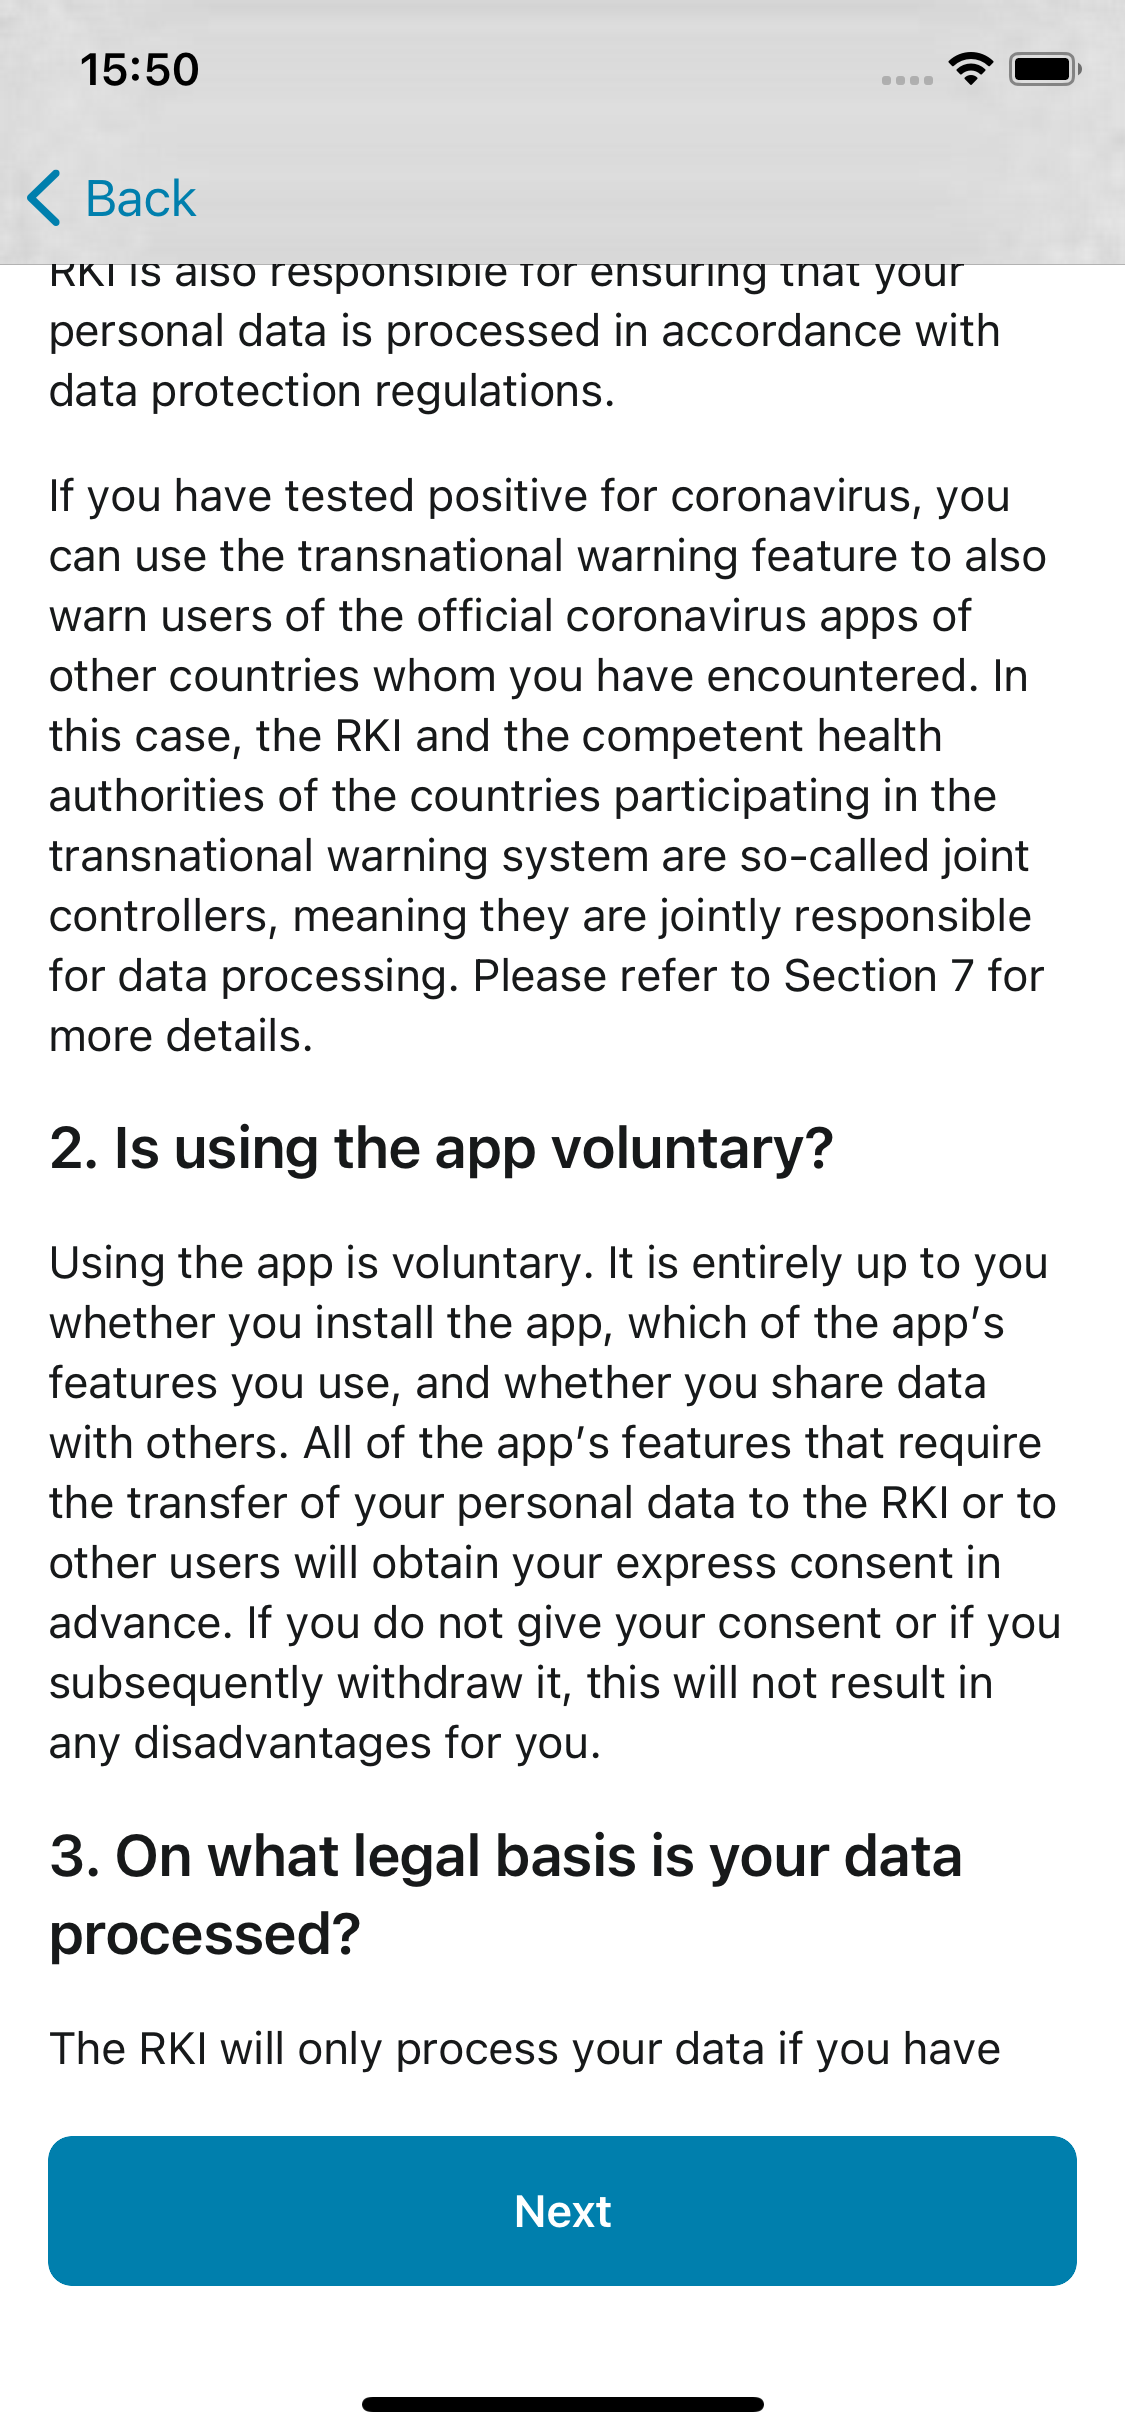 15:50
Back
RKI is also responsible for ensuring that your
personal data is processed in accordance with
data protection regulations.
If you have tested positive for coronavirus, you
can use the transnational warning feature to also
warn users of the official coronavirus apps of
other countries whom you have encountered. In
this case, the RKI and the competent health
authorities of the countries participating in the
transnational warning system are so-called joint
controllers, meaning they are jointly responsible
for data processing. Please refer to Section 7 for
more details.
2. Is using the app voluntary?
Using the app is voluntary. It is entirely up to you
whether you install the app, which of the app’s
features you use, and whether you share data
with others. All of the app’s features that require
the transfer of your personal data to the RKI or to
other users will obtain your express consent in
advance. If you do not give your consent or if you
subsequently withdraw it, this will not result in
any disadvantages for you.
3. On what legal basis is your data
processed?
The RKI will only process your data if you have
Next